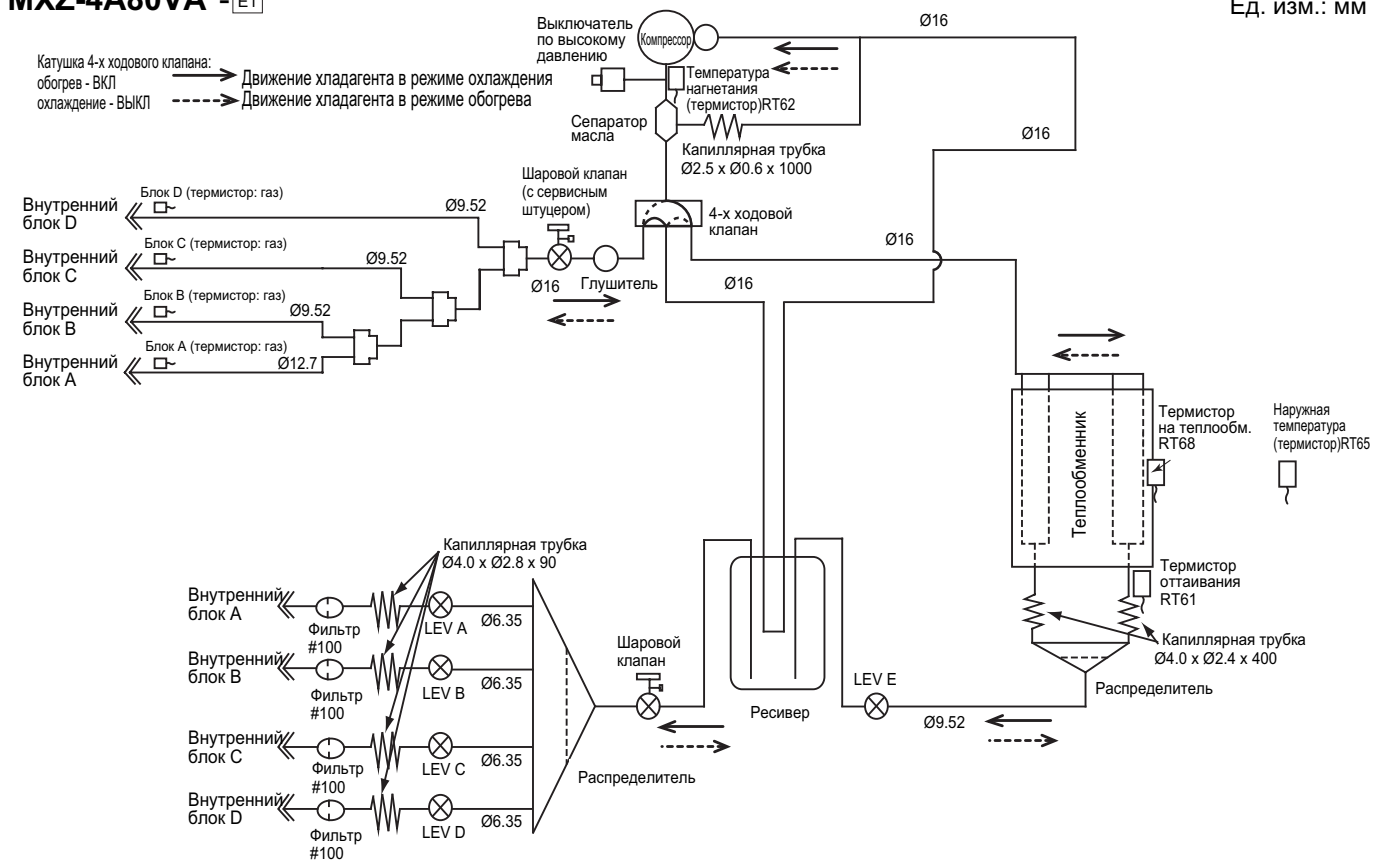 MXZ-4A80VA -E1
Ед. изм.: мм
Катушка 4-х ходового клапана:
обогрев - ВКЛ
охлаждение - ВЫКЛ
Движение хладагента в режиме охлаждения
Движение хладагента в режиме обогрева
Выключатель
по высокому
давлению
Компрессор
Ø16
Температура
нагнетания
(термистор)RT62
Сепаратор
масла
Капиллярная трубка
Ø2.5 x Ø0.6 x 1000
Ø16
Шаровой клапан
(с сервисным
штуцером)
4-х ходовой
клапан
Внутренний
блок D
Блок D (термистор: газ)
Ø9.52
Внутренний
блок C
Блок C (термистор: газ)
Ø9.52
Внутренний
блок B
Блок B (термистор: газ)
Ø9.52
Внутренний
блок A
Блок A (термистор: газ)
Ø12.7
Ø16
Глушитель
Ø16
Ø16
Теплообменник
Термистор
на теплообм.
RT68
Наружная
температура
(термистор)RT65
Термистор
оттаивания
RT61
Капиллярная трубка
Ø4.0 x Ø2.4 x 400
Распределитель
Капиллярная трубка
Ø4.0 x Ø2.8 x 90
Внутренний
блок A
Фильтр
#100
LEV A
Ø6.35
Внутренний
блок B
Фильтр
#100
LEV B
Ø6.35
Внутренний
блок C
Фильтр
#100
LEV C
Ø6.35
Внутренний
блок D
Фильтр
#100
LEV D
Ø6.35
Распределитель
Шаровой
клапан
Ресивер
LEV E
Ø9.52